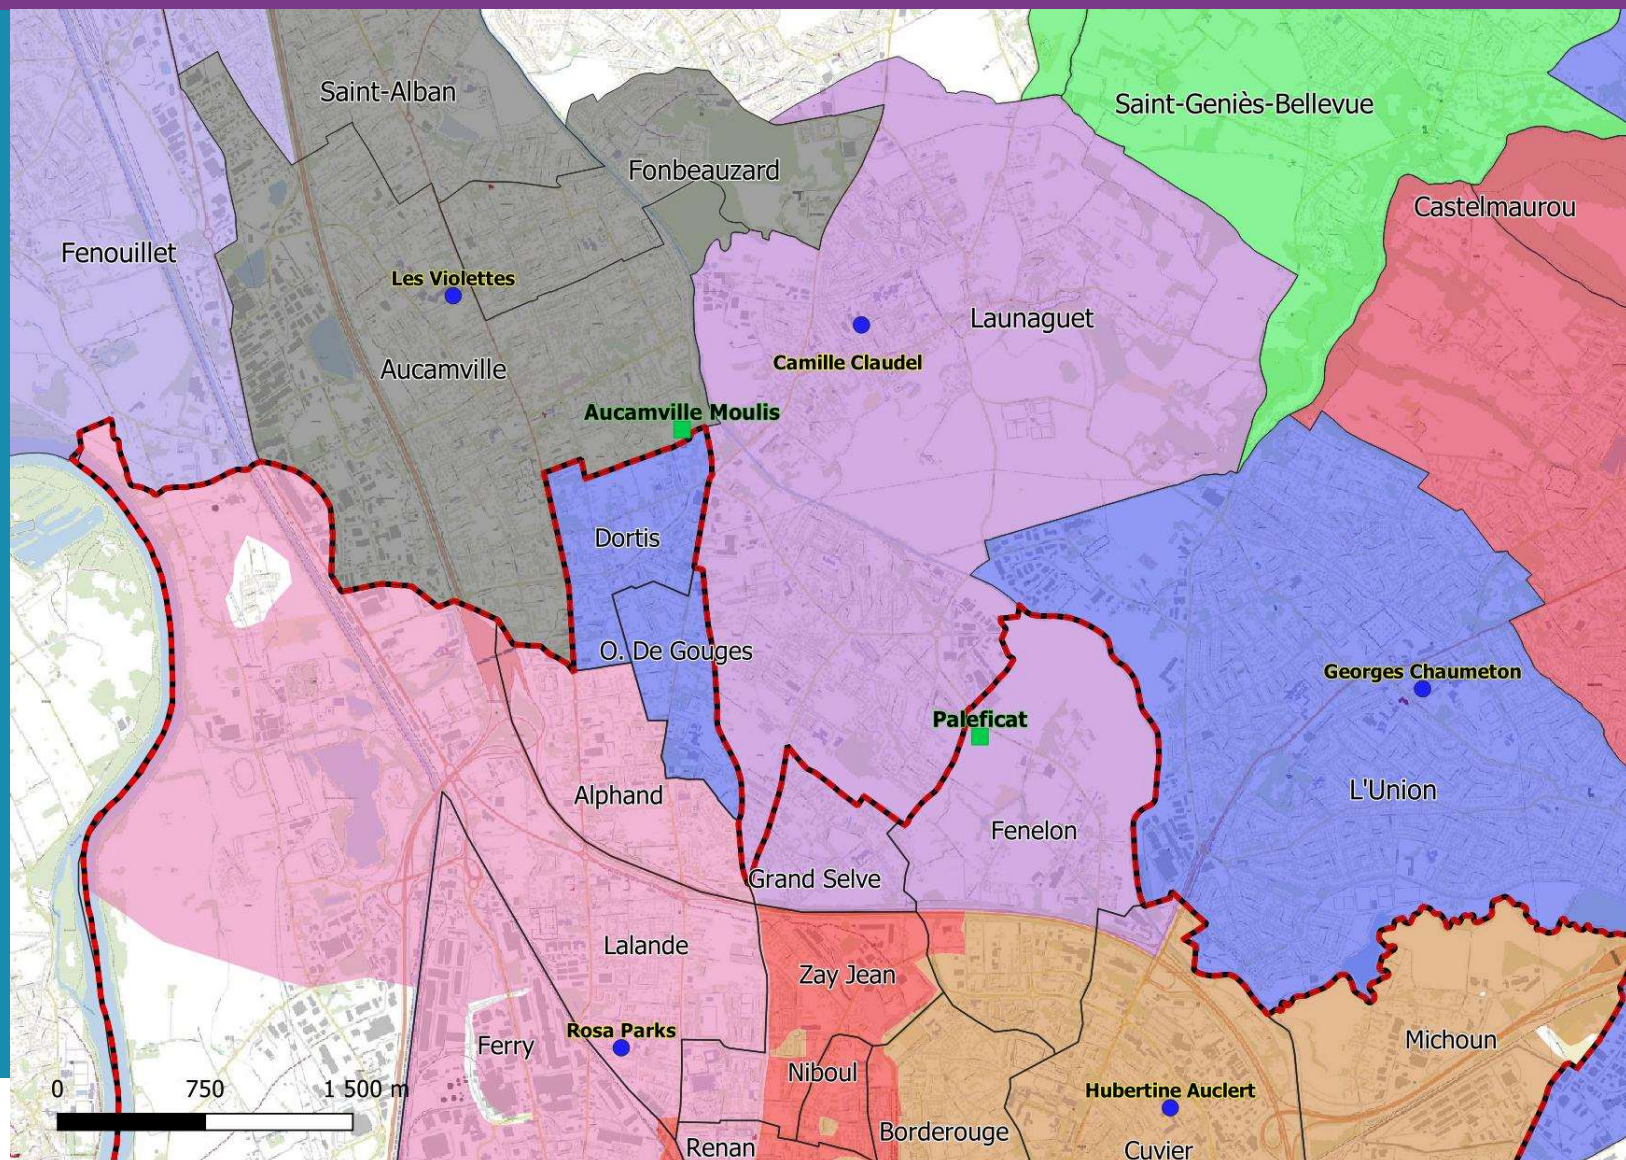 Saint-Alban
Saint-Geniès-Bellevue
Fonbeauzard
Castelmaurou
Fenouillet
Les Violettes
Launaguet
Camille Claudel
Aucamville
Aucamville Moulis
Dortis
O. De Gouges
Georges Chaumeton
Paleficat
L'Union
Alphand
Fenelon
Grand Selve
Lalande
Zay Jean
Rosa Parks
Ferry
Michoun
Niboul
0 750 1 500 m
Hubertine Auclert
Borderouge
Renan
Cuvier